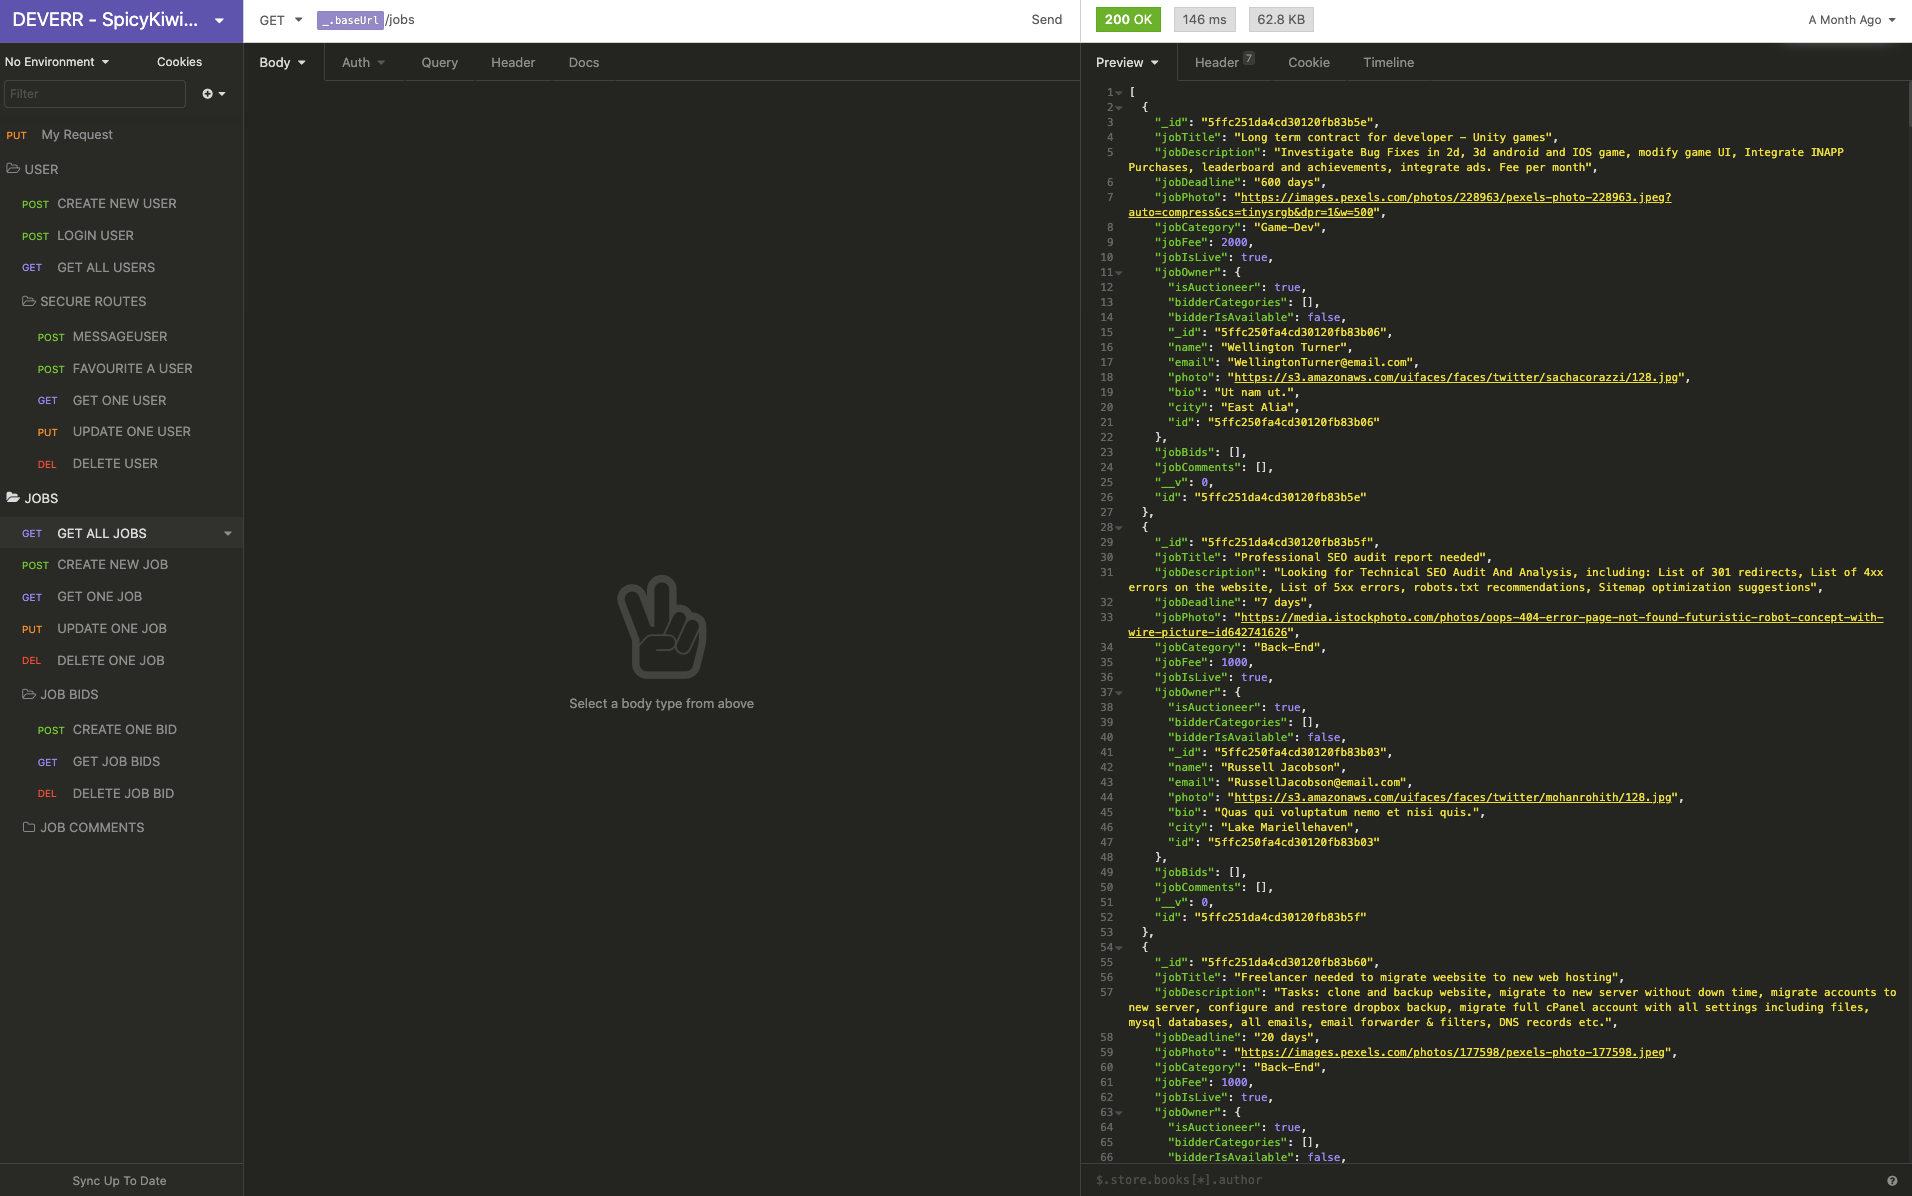 DEVERR - SpicyKiwi...
GET
_.baseUrl/jobs
Send
200 OK
146 ms
62.8 KB
A Month Ago
No Environment
Cookies
Filter
PUT My Request
USER
POST CREATE NEW USER
POST LOGIN USER
GET GET ALL USERS
SECURE ROUTES
POST MESSAGEUSER
POST FAVOURITE A USER
GET GET ONE USER
PUT UPDATE ONE USER
DEL DELETE USER
JOBS
GET GET ALL JOBS
POST CREATE NEW JOB
GET GET ONE JOB
PUT UPDATE ONE JOB
DEL DELETE ONE JOB
JOB BIDS
POST CREATE ONE BID
GET GET JOB BIDS
DEL DELETE JOB BID
JOB COMMENTS
Sync Up To Date
Body
Auth
Query
Header
Docs
Select a body type from above
Preview
Header 7
Cookie
Timeline
1 [
2 {
3 "_id": "5ffc251da4cd30120fb83b5e",
4 "jobTitle": "Long term contract for developer - Unity games",
5 "jobDescription": "Investigate Bug Fixes in 2d, 3d android and IOS game, modify game UI, Integrate INAPP
Purchases, leaderboard and achievements, integrate ads. Fee per month",
6 "jobDeadline": "600 days",
7 "jobPhoto": "https://images.pexels.com/photos/228963/pexels-photo-228963.jpeg?
auto=compress&cs=tinysrgb&dpr=1&w=500",
8 "jobCategory": "Game-Dev",
9 "jobFee": 2000,
10 "jobIsLive": true,
11 "jobOwner": {
12 "isAuctioneer": true,
13 "bidderCategories": [],
14 "bidderIsAvailable": false,
15 "_id": "5ffc250fa4cd30120fb83b06",
16 "name": "Wellington Turner",
17 "email": "WellingtonTurner@email.com",
18 "photo": "https://s3.amazonaws.com/uifaces/faces/twitter/sachacorazzi/128.jpg",
19 "bio": "Ut nam ut.",
20 "city": "East Alia",
21 "id": "5ffc250fa4cd30120fb83b06"
22 },
23 "jobBids": [],
24 "jobComments": [],
25 "__v": 0,
26 "id": "5ffc251da4cd30120fb83b5e"
27 },
28 {
29 "_id": "5ffc251da4cd30120fb83b5f",
30 "jobTitle": "Professional SEO audit report needed",
31 "jobDescription": "Looking for Technical SEO Audit And Analysis, including: List of 301 redirects, List of 4xx
errors on the website, List of 5xx errors, robots.txt recommendations, Sitemap optimization suggestions",
32 "jobDeadline": "7 days",
33 "jobPhoto": "https://media.istockphoto.com/photos/oops-404-error-page-not-found-futuristic-robot-concept-with-
wire-picture-id642741626",
34 "jobCategory": "Back-End",
35 "jobFee": 1000,
36 "jobIsLive": true,
37 "jobOwner": {
38 "isAuctioneer": true,
39 "bidderCategories": [],
40 "bidderIsAvailable": false,
41 "_id": "5ffc250fa4cd30120fb83b03",
42 "name": "Russell Jacobson",
43 "email": "RussellJacobson@email.com",
44 "photo": "https://s3.amazonaws.com/uifaces/faces/twitter/mohanrohith/128.jpg",
45 "bio": "Quas qui voluptatum nemo et nisi quis.",
46 "city": "Lake Mariellehaven",
47 "id": "5ffc250fa4cd30120fb83b03"
48 },
49 "jobBids": [],
50 "jobComments": [],
51 "__v": 0,
52 "id": "5ffc251da4cd30120fb83b5f"
53 },
54 {
55 "_id": "5ffc251da4cd30120fb83b60",
56 "jobTitle": "Freelancer needed to migrate weebsite to new web hosting",
57 "jobDescription": "Tasks: clone and backup website, migrate to new server without down time, migrate accounts to
new server, configure and restore dropbox backup, migrate full cPanel account with all settings including files,
mysql databases, all emails, email forwarder & filters, DNS records etc.",
58 "jobDeadline": "20 days",
59 "jobPhoto": "https://images.pexels.com/photos/177598/pexels-photo-177598.jpeg",
60 "jobCategory": "Back-End",
61 "jobFee": 1000,
62 "jobIsLive": true,
63 "jobOwner": {
64 "isAuctioneer": true,
65 "bidderCategories": [],
66 "bidderIsAvailable": false,
$.store.books[*].author